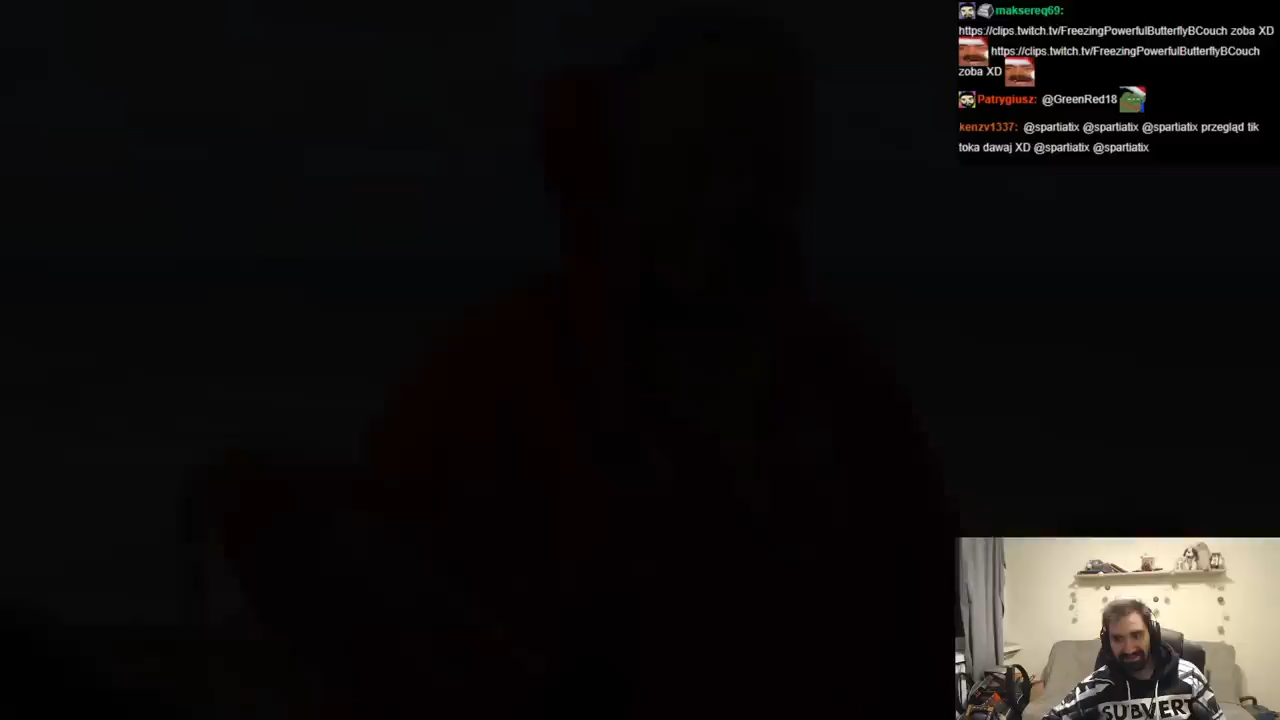 maksereq69:
https://clips.twitch.tv/FreezingPowerfulButterflyBCouch zoba XD
https://clips.twitch.tv/FreezingPowerfulButterflyBCouch
zoba XD
Patrygiusz: @GreenRed18
kenzv1337: @spartiatix @spartiatix @spartiatix przegląd tik
toka dawaj XD @spartiatix @spartiatix
SUBVERT